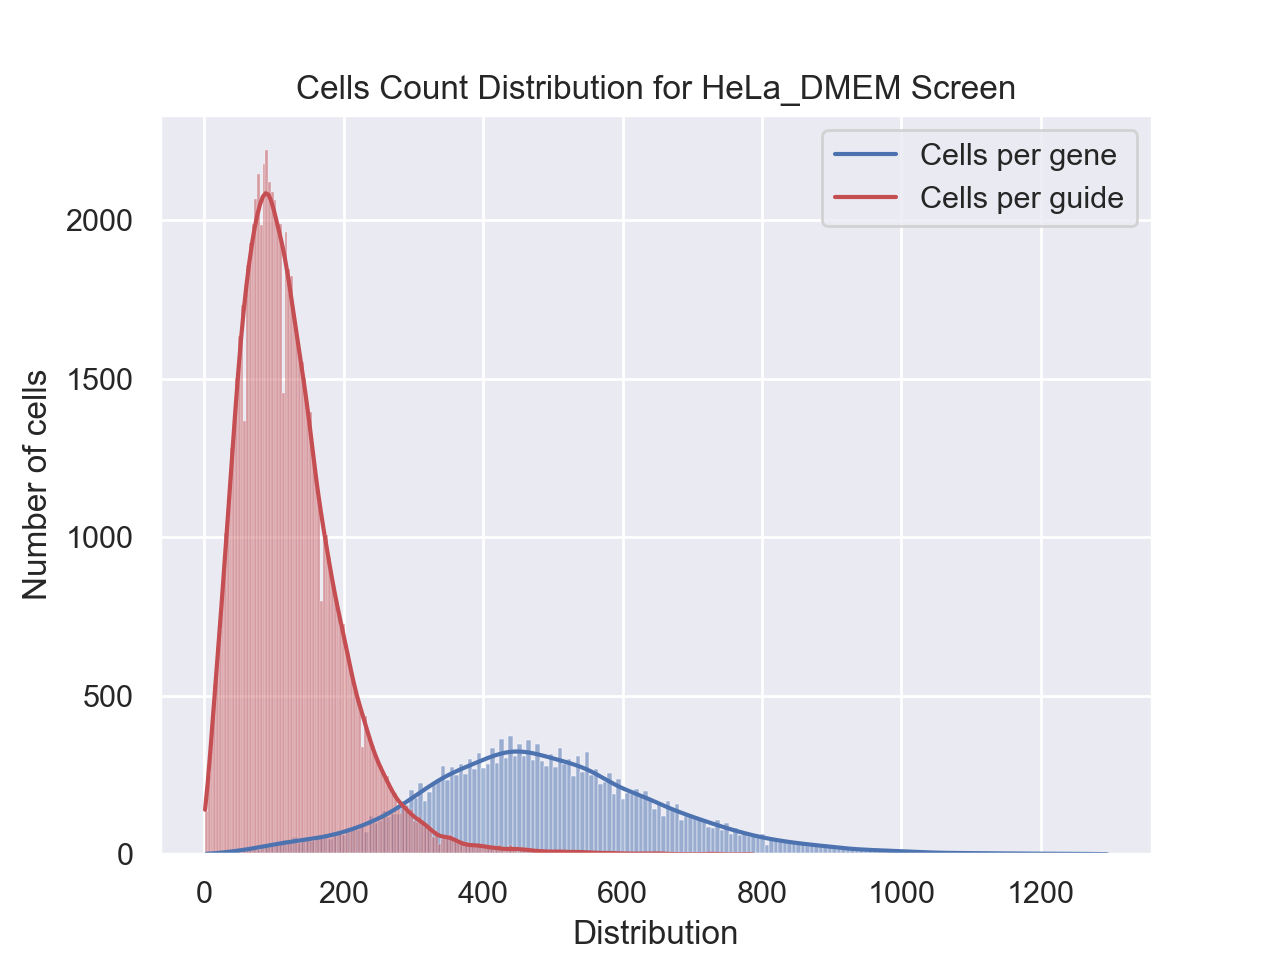 Cells Count Distribution for HeLa_DMEM Screen
Cells per gene
Cells per guide
Number of cells
2000
1500
1000
500
0
0 200 400 600 800 1000 1200
Distribution